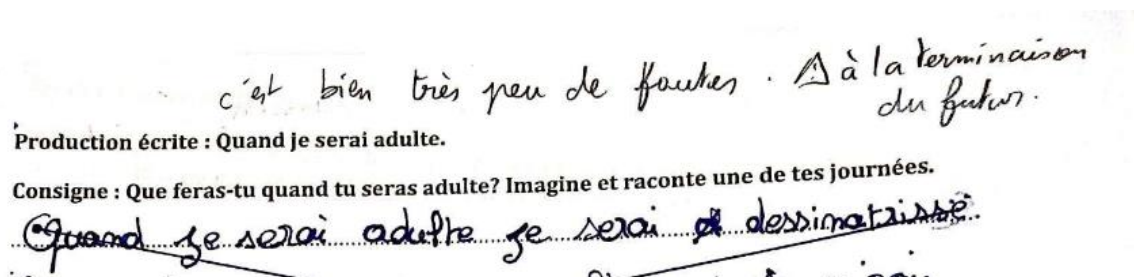 c'est bien très peu de fautes. ⚠ à la terminaison
du futur.
Production écrite : Quand je serai adulte.
Consigne : Que feras-tu quand tu seras adulte? Imagine et raconte une de tes journées.
Quand je serai adulte je serai dessinatrisse.